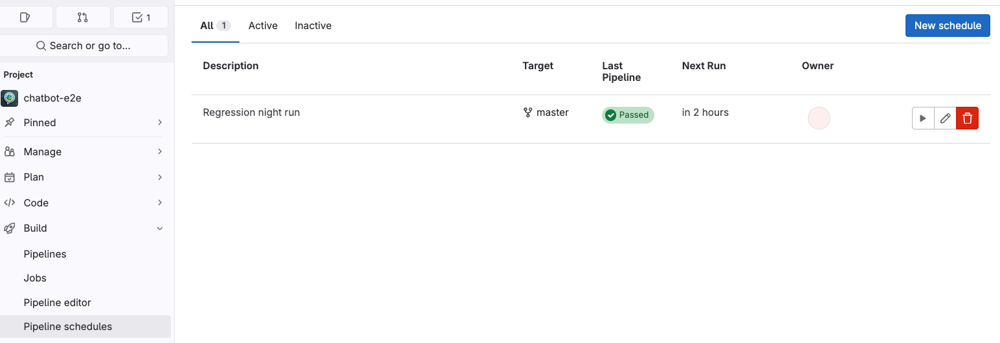 1
Search or go to...
Project
chatbot-e2e
Pinned
Manage
Plan
Code
Build
Pipelines
Jobs
Pipeline editor
Pipeline schedules
All 1 Active Inactive New schedule
Description Target Last Pipeline Next Run Owner
Regression night run master Passed in 2 hours